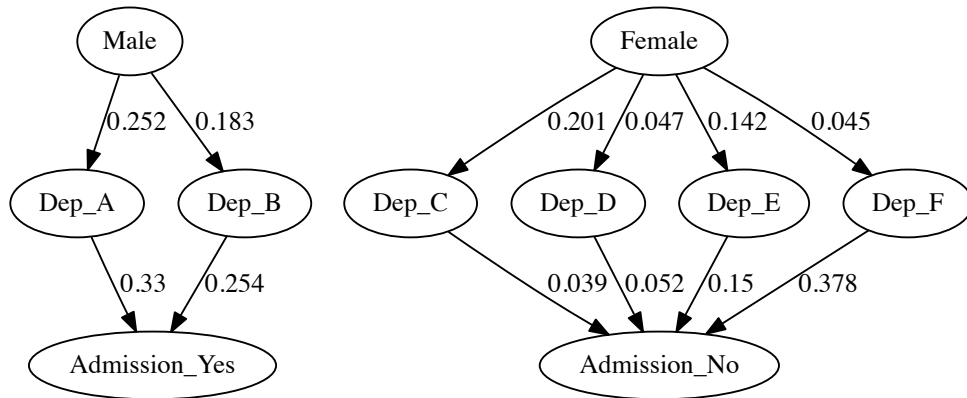 Male
Female
0.252
0.183
0.201
0.047
0.142
0.045
Dep_A
Dep_B
Dep_C
Dep_D
Dep_E
Dep_F
0.33
0.254
0.039
0.052
0.15
0.378
Admission_Yes
Admission_No